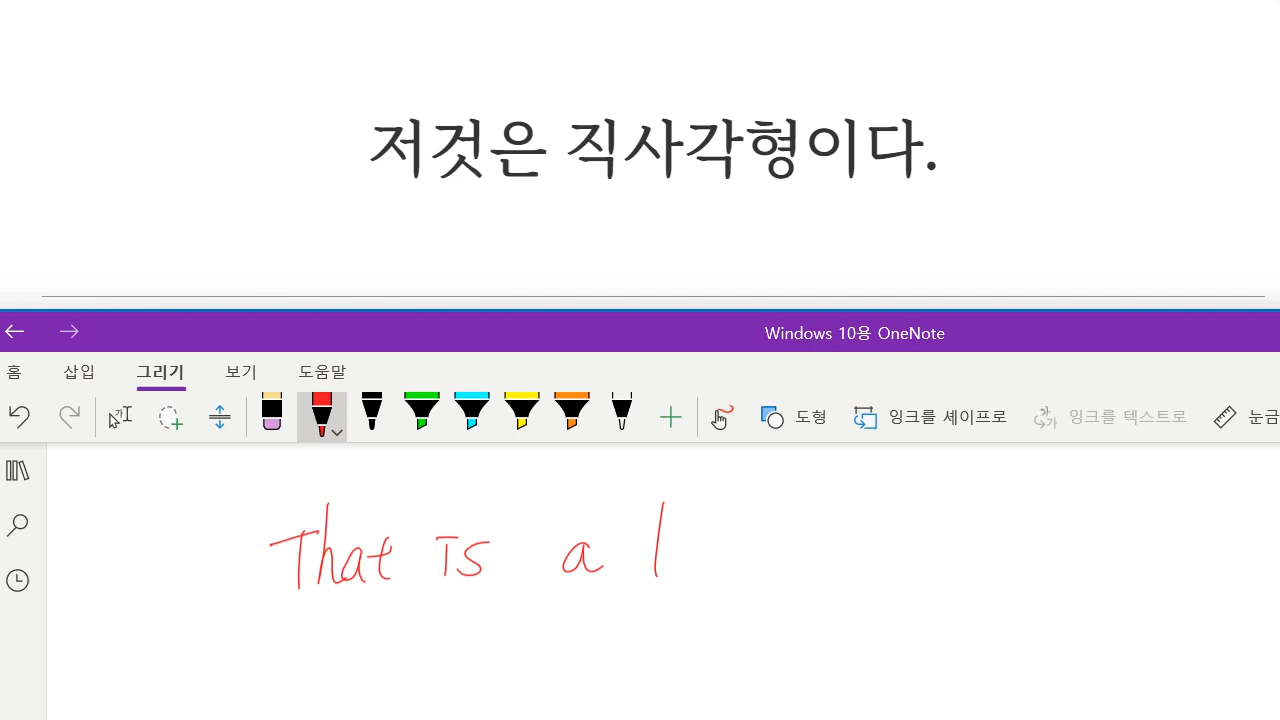 저것은 직사각형이다.
Windows 10용 OneNote
홈 삽입 그리기 보기 도움말
도형 잉크를 셰이프로 잉크를 텍스트로 눈금
That is a l